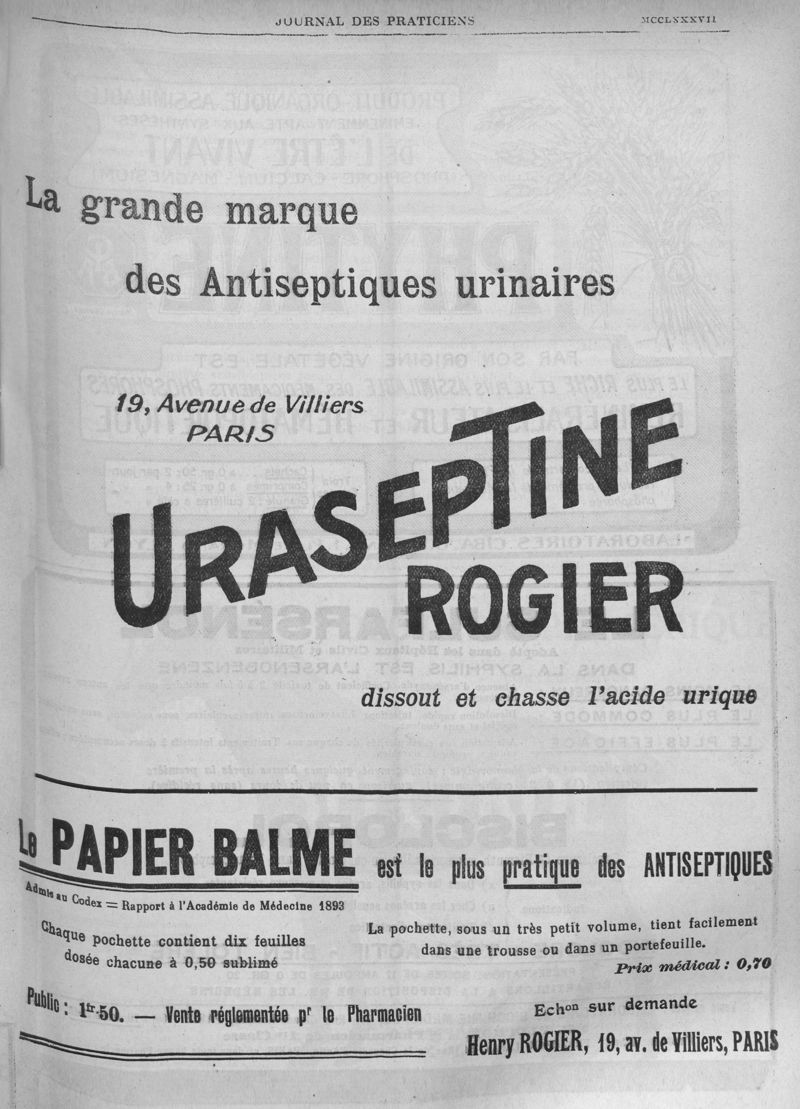 JOURNAL DES PRATICIENS
MCCLXXXVII
La grande marque
des Antiseptiques urinaires
19, Avenue de Villiers
PARIS
URASEPTINE
ROGIER
dissout et chasse l'acide urique
Le PAPIER BALME est le plus pratique des ANTISEPTIQUES
Admis au Codex = Rapport à l'Académie de Médecine 1893
Chaque pochette contient dix feuilles
dosée chacune à 0,50 sublimé
La pochette, sous un très petit volume, tient facilement
dans une trousse ou dans un portefeuille.
Prix médical : 0,70
Public : 1fr.50. — Vente réglementée pr le Pharmacien
Echon sur demande
Henry ROGIER, 19, av. de Villiers, PARIS